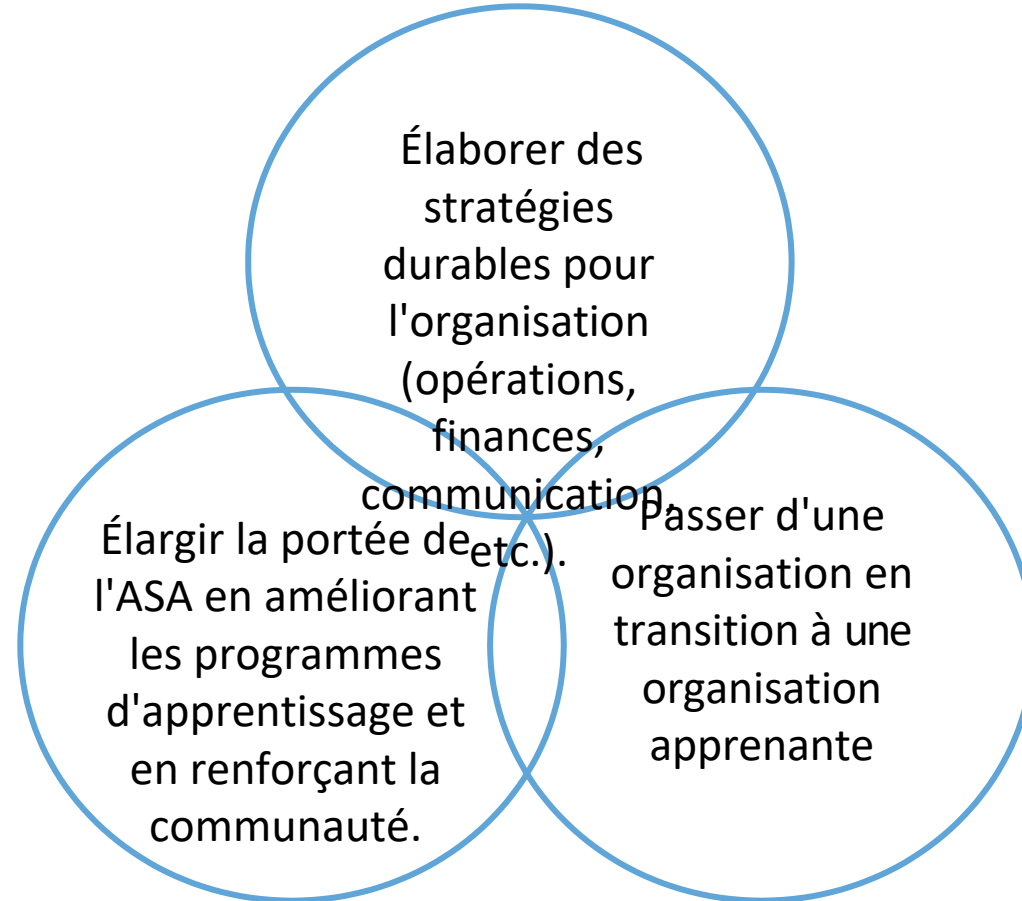 Élaborer des
stratégies
durables pour
l'organisation
(opérations,
finances,
communication,
etc.).
Élargir la portée de
l'ASA en améliorant
les programmes
d'apprentissage et
en renforçant la
communauté.
Passer d'une
organisation en
transition à une
organisation
apprenante